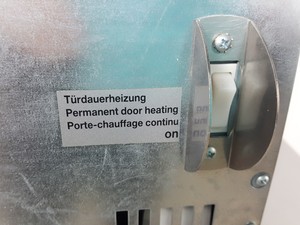 Türdauerheizung
Permanent door heating
Porte-chauffage continu
on